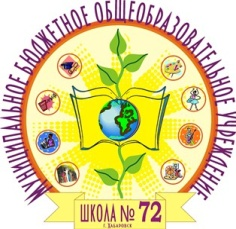 МУНИЦИПАЛЬНОЕ БЮДЖЕТНОЕ ОБЩЕОБРАЗОВАТЕЛЬНОЕ УЧРЕЖДЕНИЕ
ШКОЛА № 72
г. ХАБАРОВСК